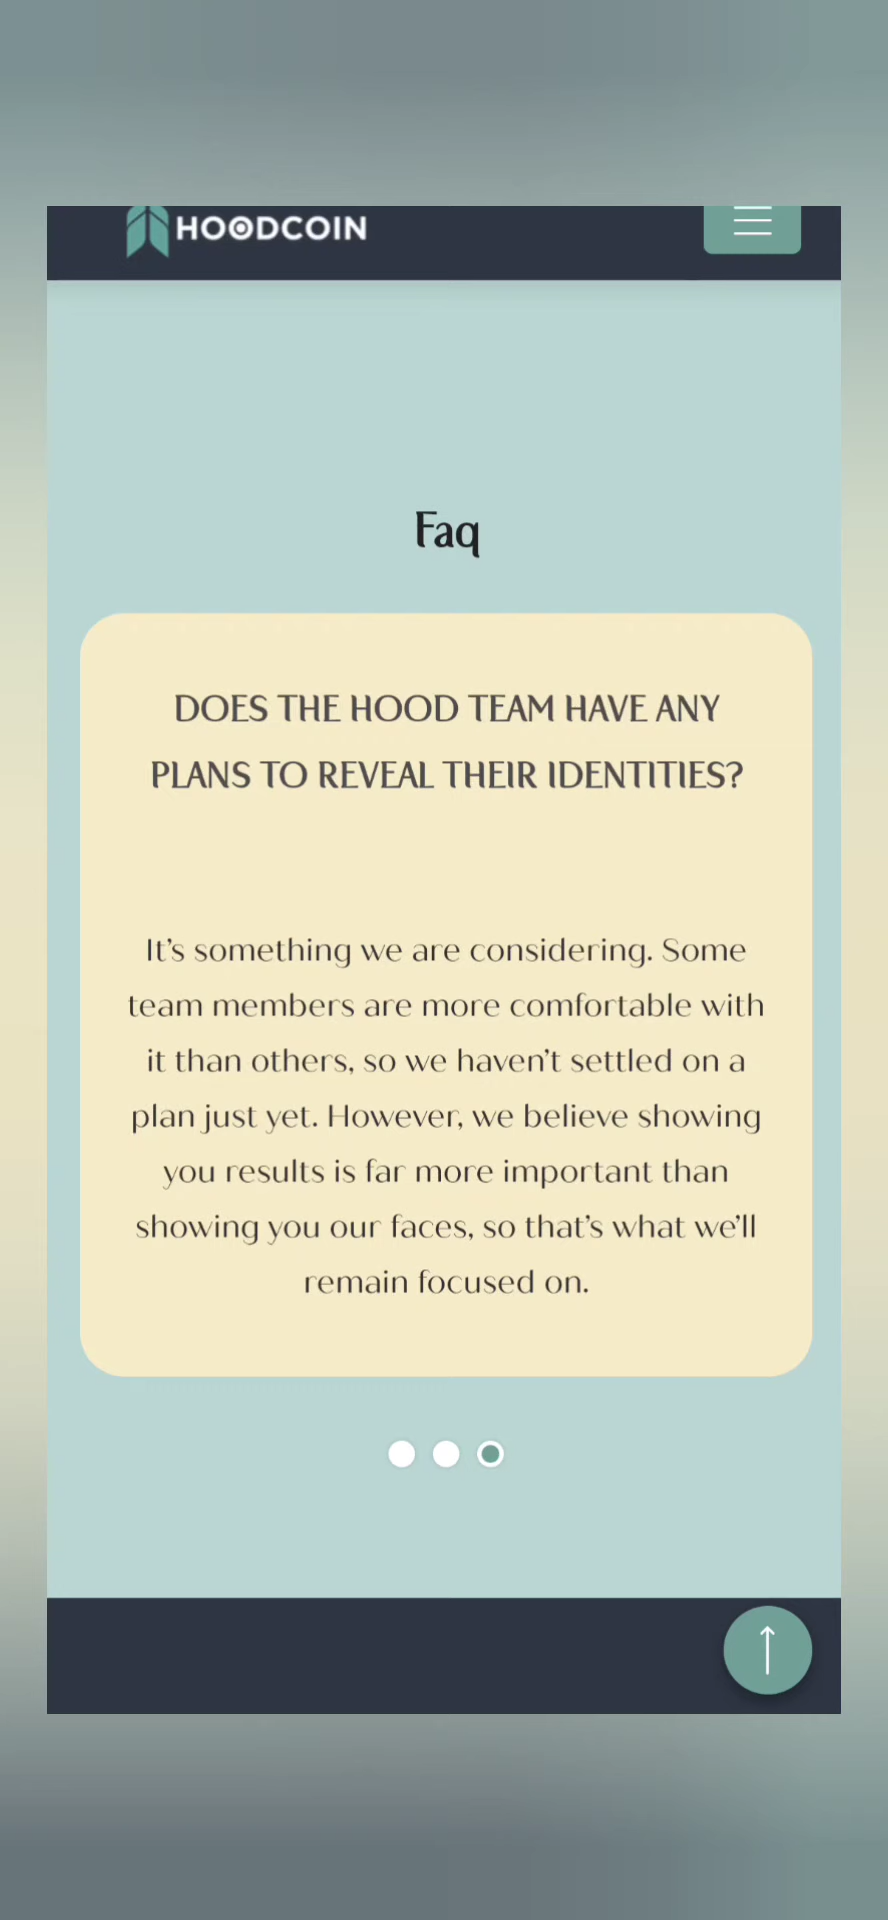 HOODCOIN
Faq
DOES THE HOOD TEAM HAVE ANY
PLANS TO REVEAL THEIR IDENTITIES?
It's something we are considering. Some
team members are more comfortable with
it than others, so we haven't settled on a
plan just yet. However, we believe showing
you results is far more important than
showing you our faces, so that's what we'll
remain focused on.